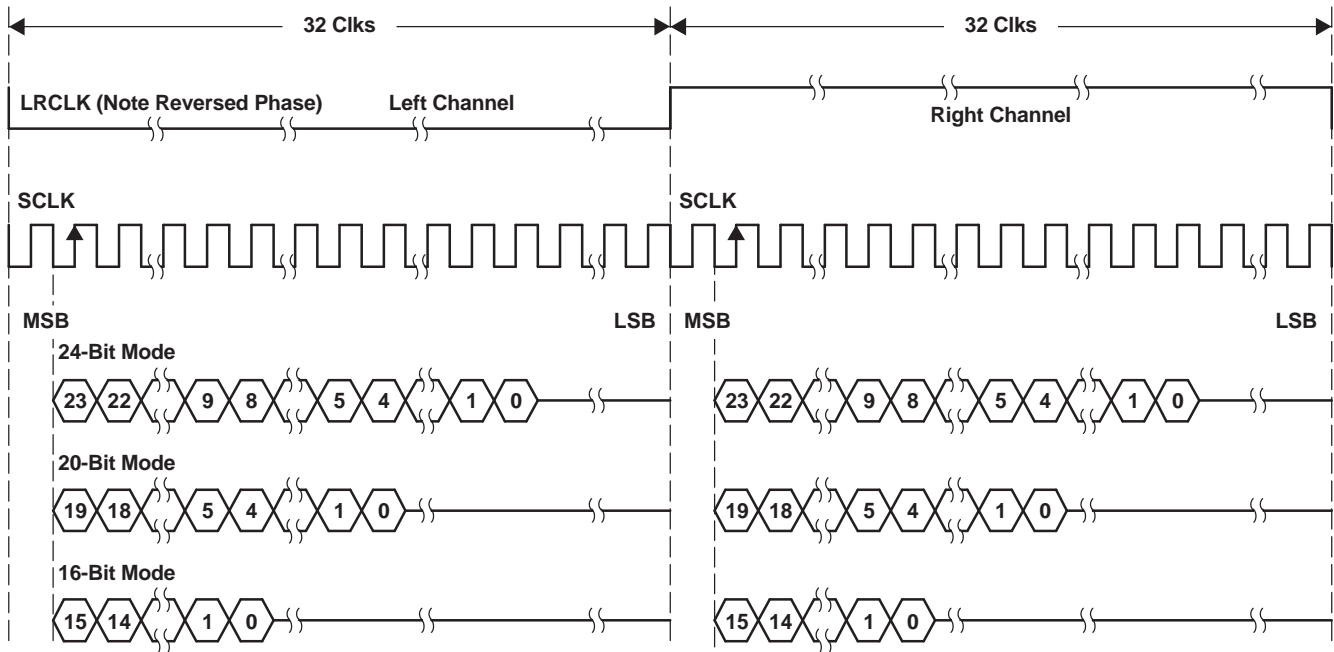 32 Clks 32 Clks
LRCLK (Note Reversed Phase) Left Channel
Right Channel
SCLK SCLK
MSB LSB MSB LSB
24-Bit Mode
23 22 9 8 5 4 1 0 23 22 9 8 5 4 1 0
20-Bit Mode
19 18 5 4 1 0 19 18 5 4 1 0
16-Bit Mode
15 14 1 0 15 14 1 0